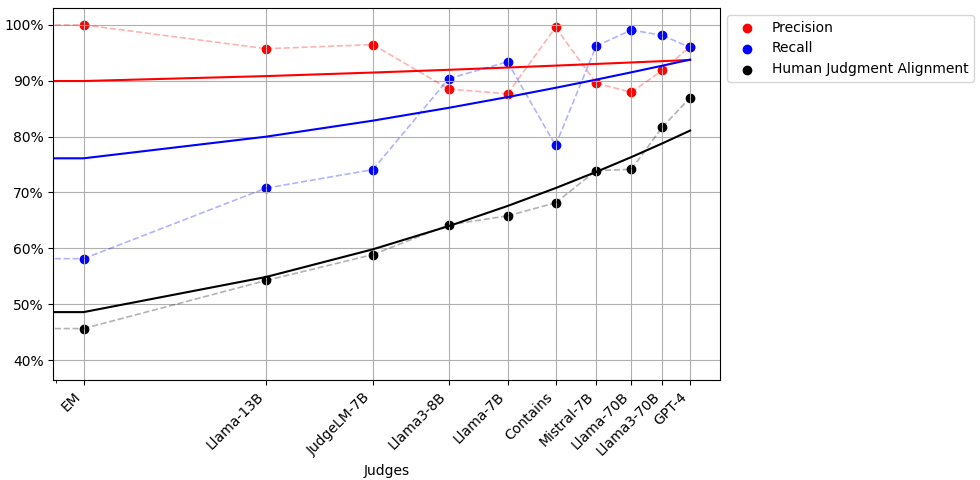 100%
90%
80%
70%
60%
50%
40%
EM
Llama-13B
JudgeLM-7B
Llama3-8B
Llama-7B
Contains
Mistral-7B
Llama-70B
Llama3-70B
GPT-4
Judges
Precision
Recall
Human Judgment Alignment